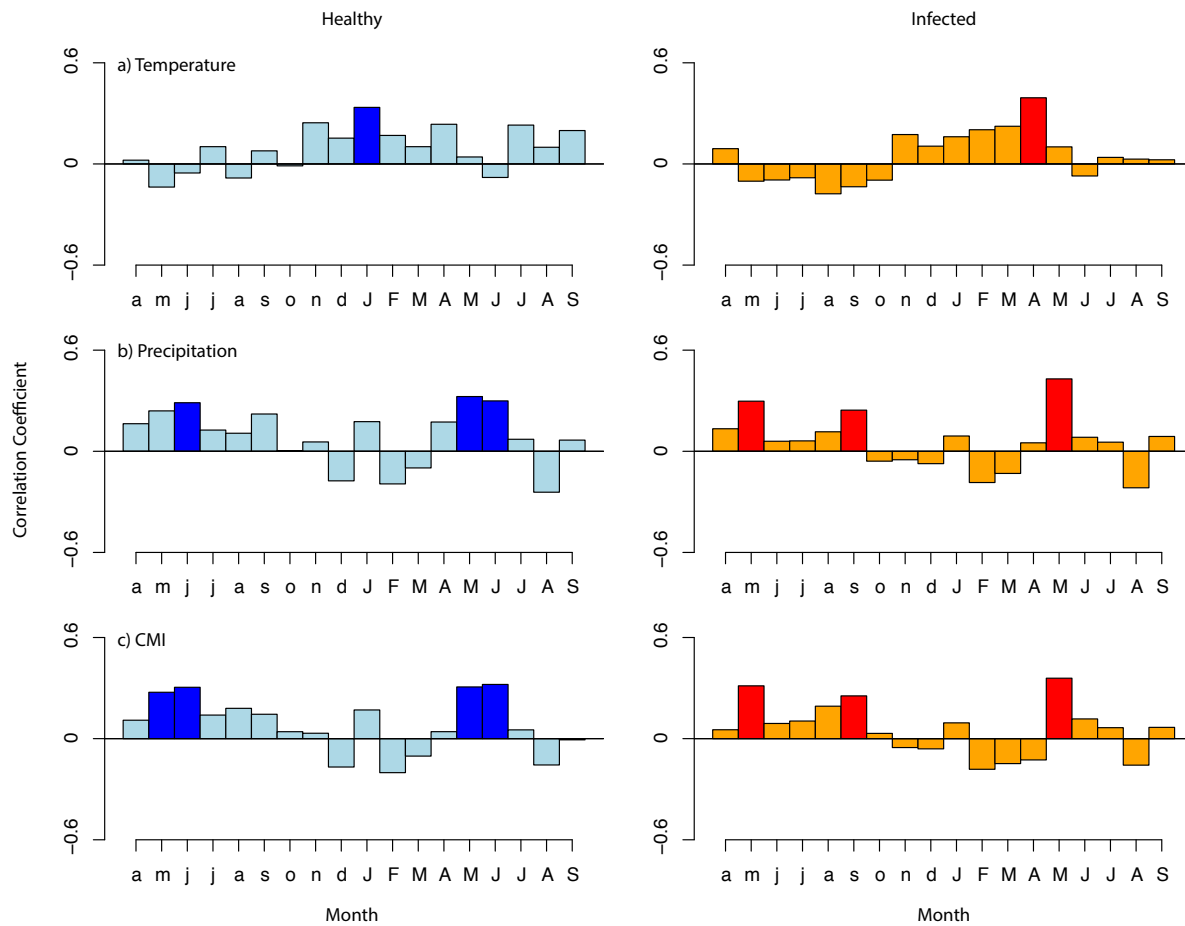 Healthy Infected
a) Temperature
0.6 0.6
0 0
−0.6 −0.6
a m j j a s o n d J F M A M J J A S a m j j a s o n d J F M A M J J A S
b) Precipitation
0.6 0.6
0 0
−0.6 −0.6
a m j j a s o n d J F M A M J J A S a m j j a s o n d J F M A M J J A S
Correlation Coefficient
c) CMI
0.6 0.6
0 0
−0.6 −0.6
a m j j a s o n d J F M A M J J A S a m j j a s o n d J F M A M J J A S
Month Month